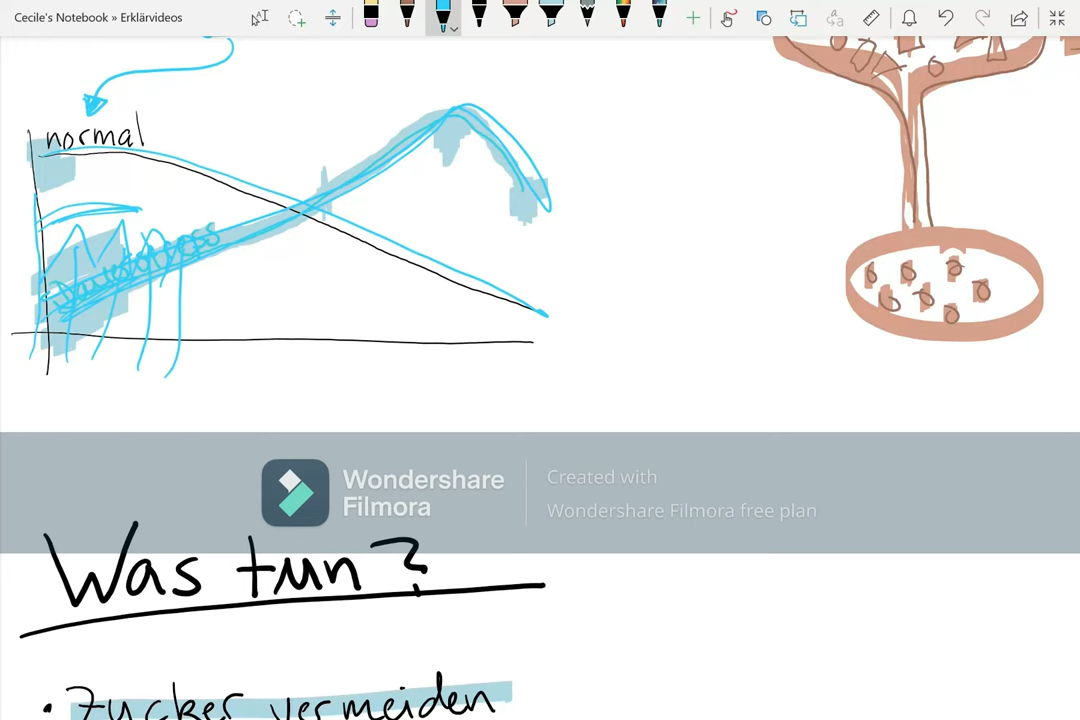 Cecile's Notebook » Erklärvideos
normal
Wondershare
Filmora
Created with
Wondershare Filmora free plan
Was tun?
• Zucker vermeiden